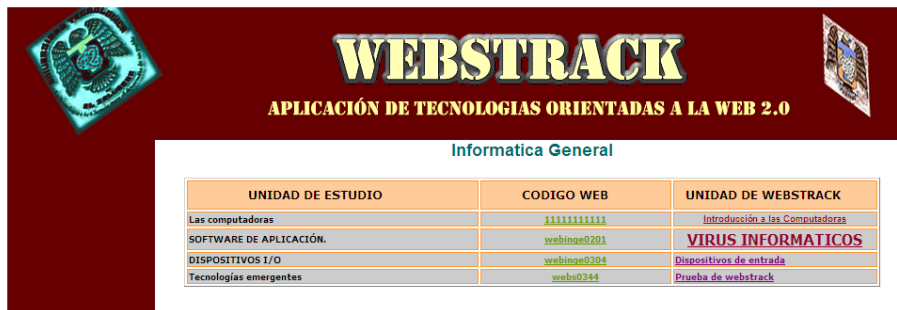 WEBSTRACK
APLICACIÓN DE TECNOLOGIAS ORIENTADAS A LA WEB 2.0
Informatica General
UNIDAD DE ESTUDIO CODIGO WEB UNIDAD DE WEBSTRACK
Las computadoras 11111111111 Introducción a las Computadoras
SOFTWARE DE APLICACIÓN. webinge0201 VIRUS INFORMATICOS
DISPOSITIVOS I/O webinge0304 Dispositivos de entrada
Tecnologías emergentes webs0344 Prueba de webstrack